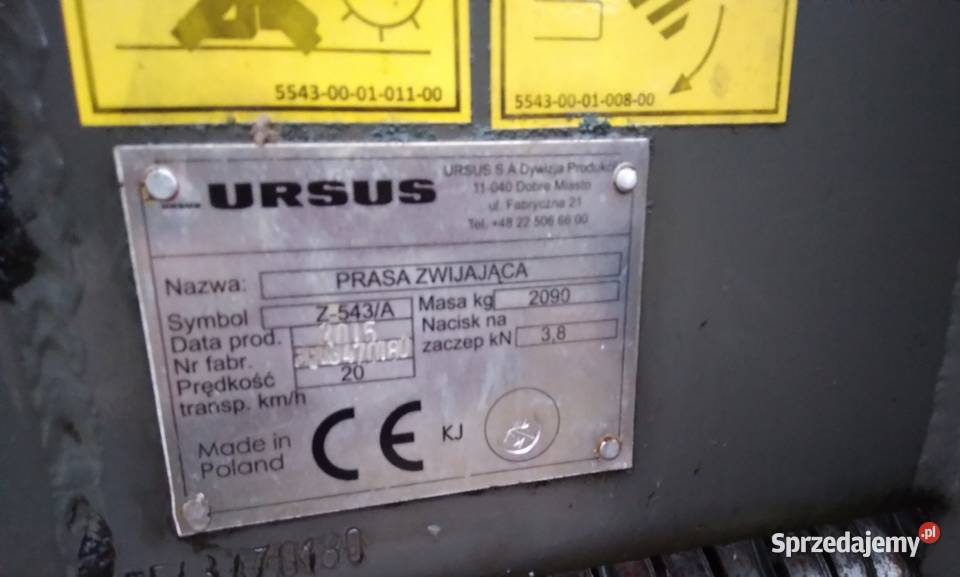 5543-00-01-011-00
5543-00-01-008-00
URSUS
URSUS S A Dywizja Produkcji
11-040 Dobre Miasto
ul. Fabryczna 21
Tel. +48 22 506 66 00
Nazwa: PRASA ZWIJAJĄCA
Symbol Z-543/A
Masa kg 2090
Data prod. 2015
Nr fabr.
Nacisk na
zaczep kN 3,8
Prędkość
transp. km/h 20
Made in
Poland
CE
KJ
Sprzedajemy.pl